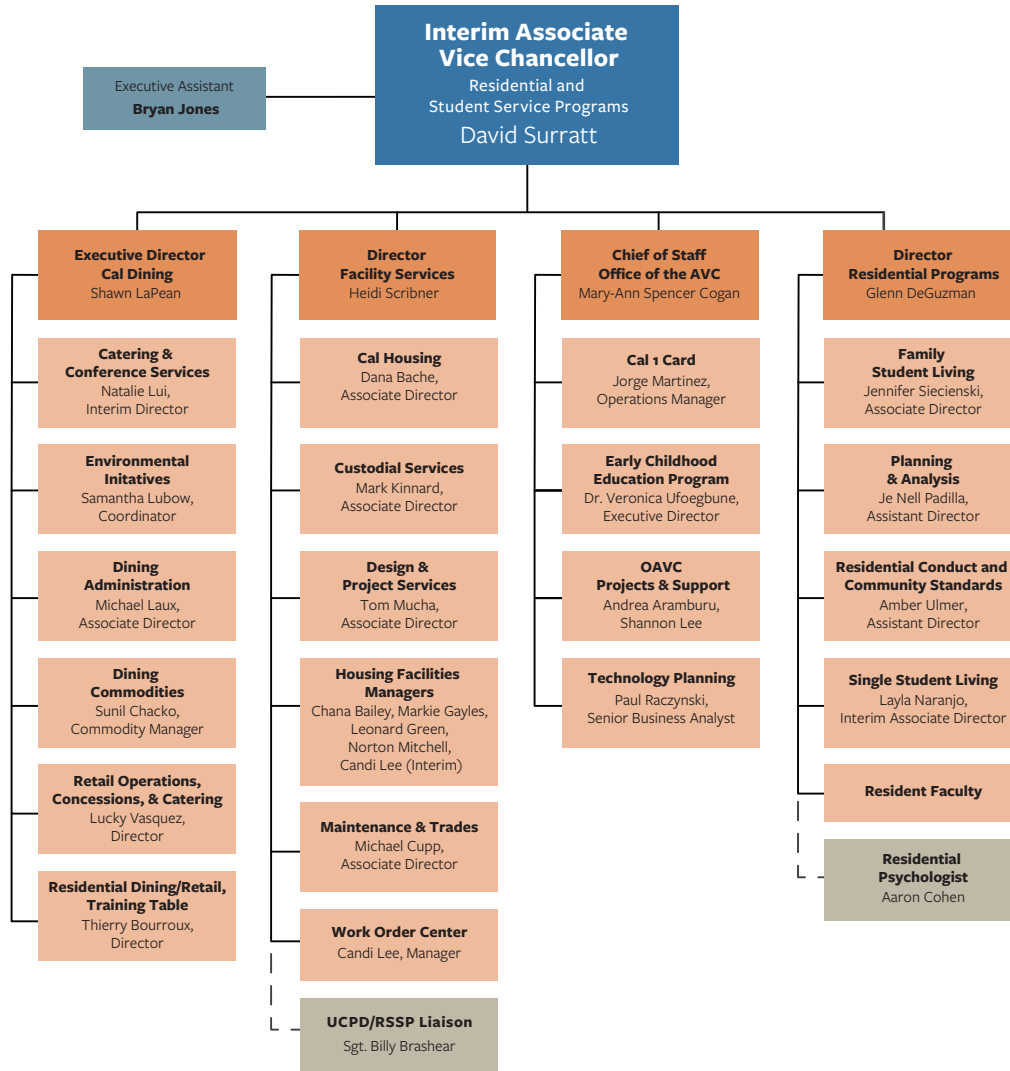 Interim Associate
Vice Chancellor
Residential and
Student Service Programs
David Surratt
Executive Assistant
Bryan Jones
Executive Director
Cal Dining
Shawn LaPean
Catering &
Conference Services
Natalie Lui,
Interim Director
Environmental
Initatives
Samantha Lubow,
Coordinator
Dining
Administration
Michael Laux,
Associate Director
Dining
Commodities
Sunil Chacko,
Commodity Manager
Retail Operations,
Concessions, & Catering
Lucky Vasquez,
Director
Residential Dining/Retail,
Training Table
Thierry Bourroux,
Director
Director
Facility Services
Heidi Scribner
Cal Housing
Dana Bache,
Associate Director
Custodial Services
Mark Kinnard,
Associate Director
Design &
Project Services
Tom Mucha,
Associate Director
Housing Facilities
Managers
Chana Bailey, Markie Gayles,
Leonard Green,
Norton Mitchell,
Candi Lee (Interim)
Maintenance & Trades
Michael Cupp,
Associate Director
Work Order Center
Candi Lee, Manager
UCPD/RSSP Liaison
Sgt. Billy Brashear
Chief of Staff
Office of the AVC
Mary-Ann Spencer Cogan
Cal 1 Card
Jorge Martinez,
Operations Manager
Early Childhood
Education Program
Dr. Veronica Ufoegbune,
Executive Director
OAVC
Projects & Support
Andrea Aramburu,
Shannon Lee
Technology Planning
Paul Raczynski,
Senior Business Analyst
Director
Residential Programs
Glenn DeGuzman
Family
Student Living
Jennifer Siecienski,
Associate Director
Planning
& Analysis
Je Nell Padilla,
Assistant Director
Residential Conduct and
Community Standards
Amber Ulmer,
Assistant Director
Single Student Living
Layla Naranjo,
Interim Associate Director
Resident Faculty
Residential
Psychologist
Aaron Cohen